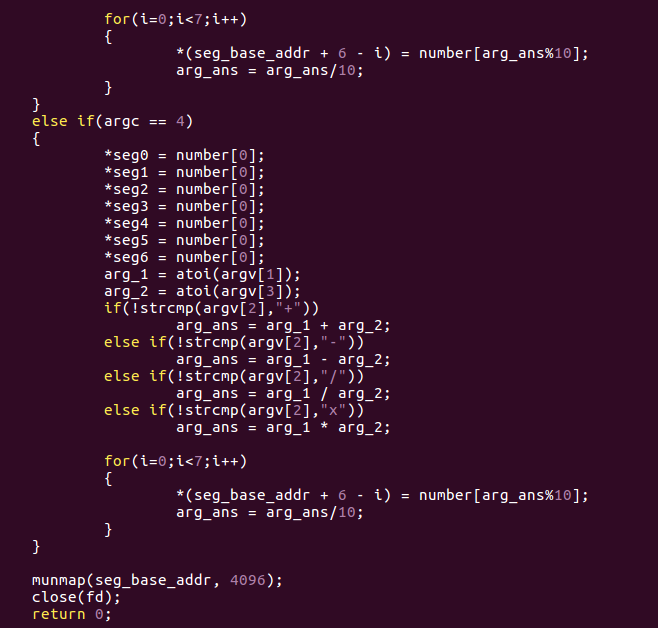 for(i=0;i<7;i++)
{
*(seg_base_addr + 6 - i) = number[arg_ans%10];
arg_ans = arg_ans/10;
}
}
else if(argc == 4)
{
*seg0 = number[0];
*seg1 = number[0];
*seg2 = number[0];
*seg3 = number[0];
*seg4 = number[0];
*seg5 = number[0];
*seg6 = number[0];
arg_1 = atoi(argv[1]);
arg_2 = atoi(argv[3]);
if(!strcmp(argv[2],"+"))
arg_ans = arg_1 + arg_2;
else if(!strcmp(argv[2],"-"))
arg_ans = arg_1 - arg_2;
else if(!strcmp(argv[2],"/"))
arg_ans = arg_1 / arg_2;
else if(!strcmp(argv[2],"x"))
arg_ans = arg_1 * arg_2;
for(i=0;i<7;i++)
{
*(seg_base_addr + 6 - i) = number[arg_ans%10];
arg_ans = arg_ans/10;
}
}
munmap(seg_base_addr, 4096);
close(fd);
return 0;